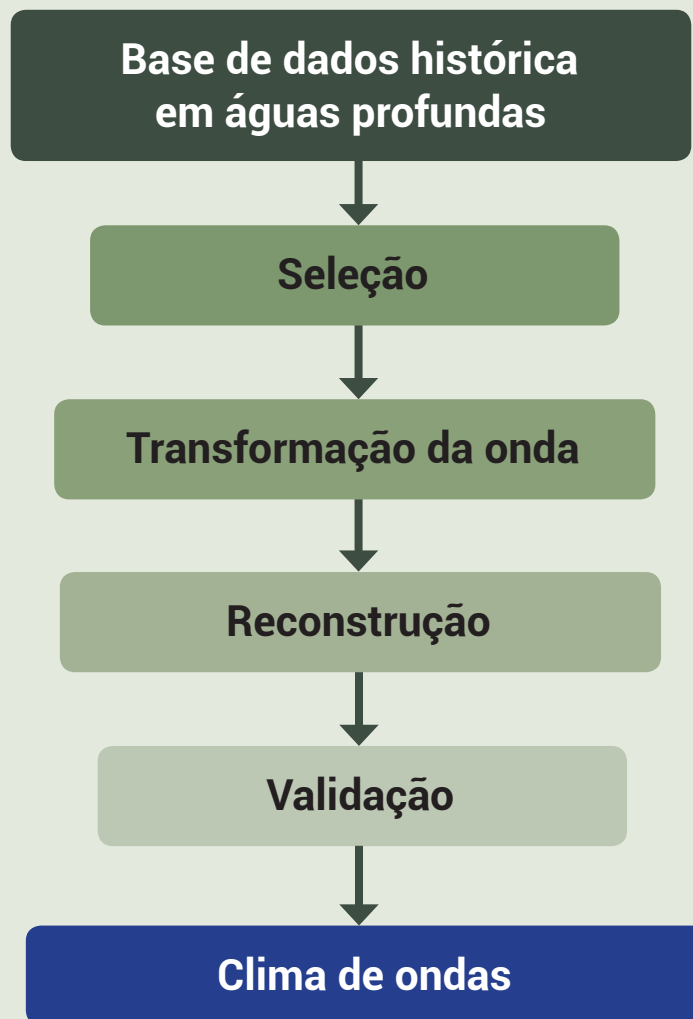 Base de dados histórica
em águas profundas
Seleção
Transformação da onda
Reconstrução
Validação
Clima de ondas